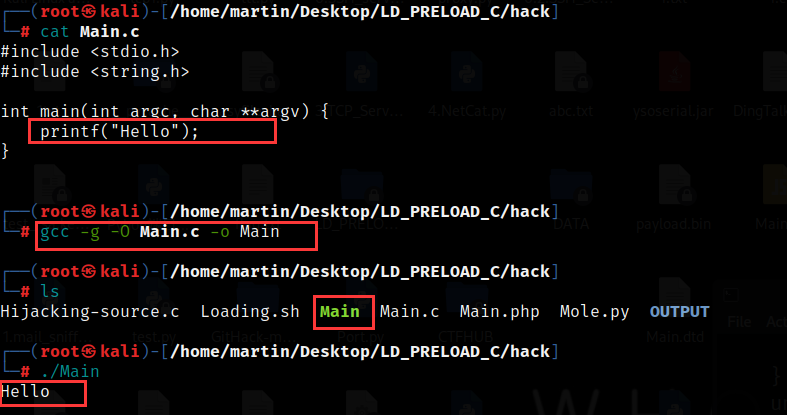 ┌──(root㉿kali)-[/home/martin/Desktop/LD_PRELOAD_C/hack]
└─# cat Main.c
#include <stdio.h>
#include <string.h>
int main(int argc, char **argv) {
    printf("Hello");
}
┌──(root㉿kali)-[/home/martin/Desktop/LD_PRELOAD_C/hack]
└─# gcc -g -O Main.c -o Main
┌──(root㉿kali)-[/home/martin/Desktop/LD_PRELOAD_C/hack]
└─# ls
Hijacking-source.c  Loading.sh  Main  Main.c  Main.php  Mole.py  OUTPUT
┌──(root㉿kali)-[/home/martin/Desktop/LD_PRELOAD_C/hack]
└─# ./Main
Hello